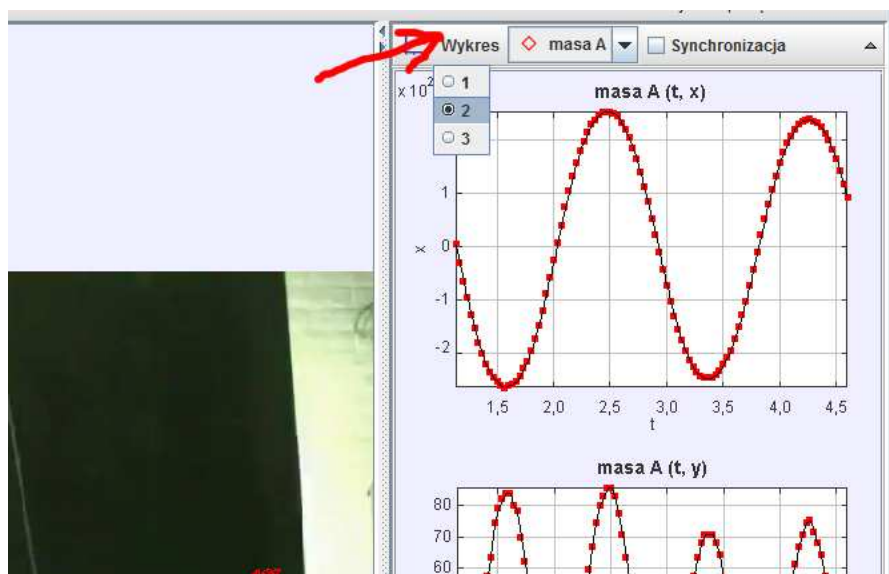 Wykres masa A Synchronizacja
1
2
3
x 10²
masa A (t, x)
1
0
-1
-2
x
1,5 2,0 2,5 3,0 3,5 4,0 4,5
t
masa A (t, y)
80
70
60